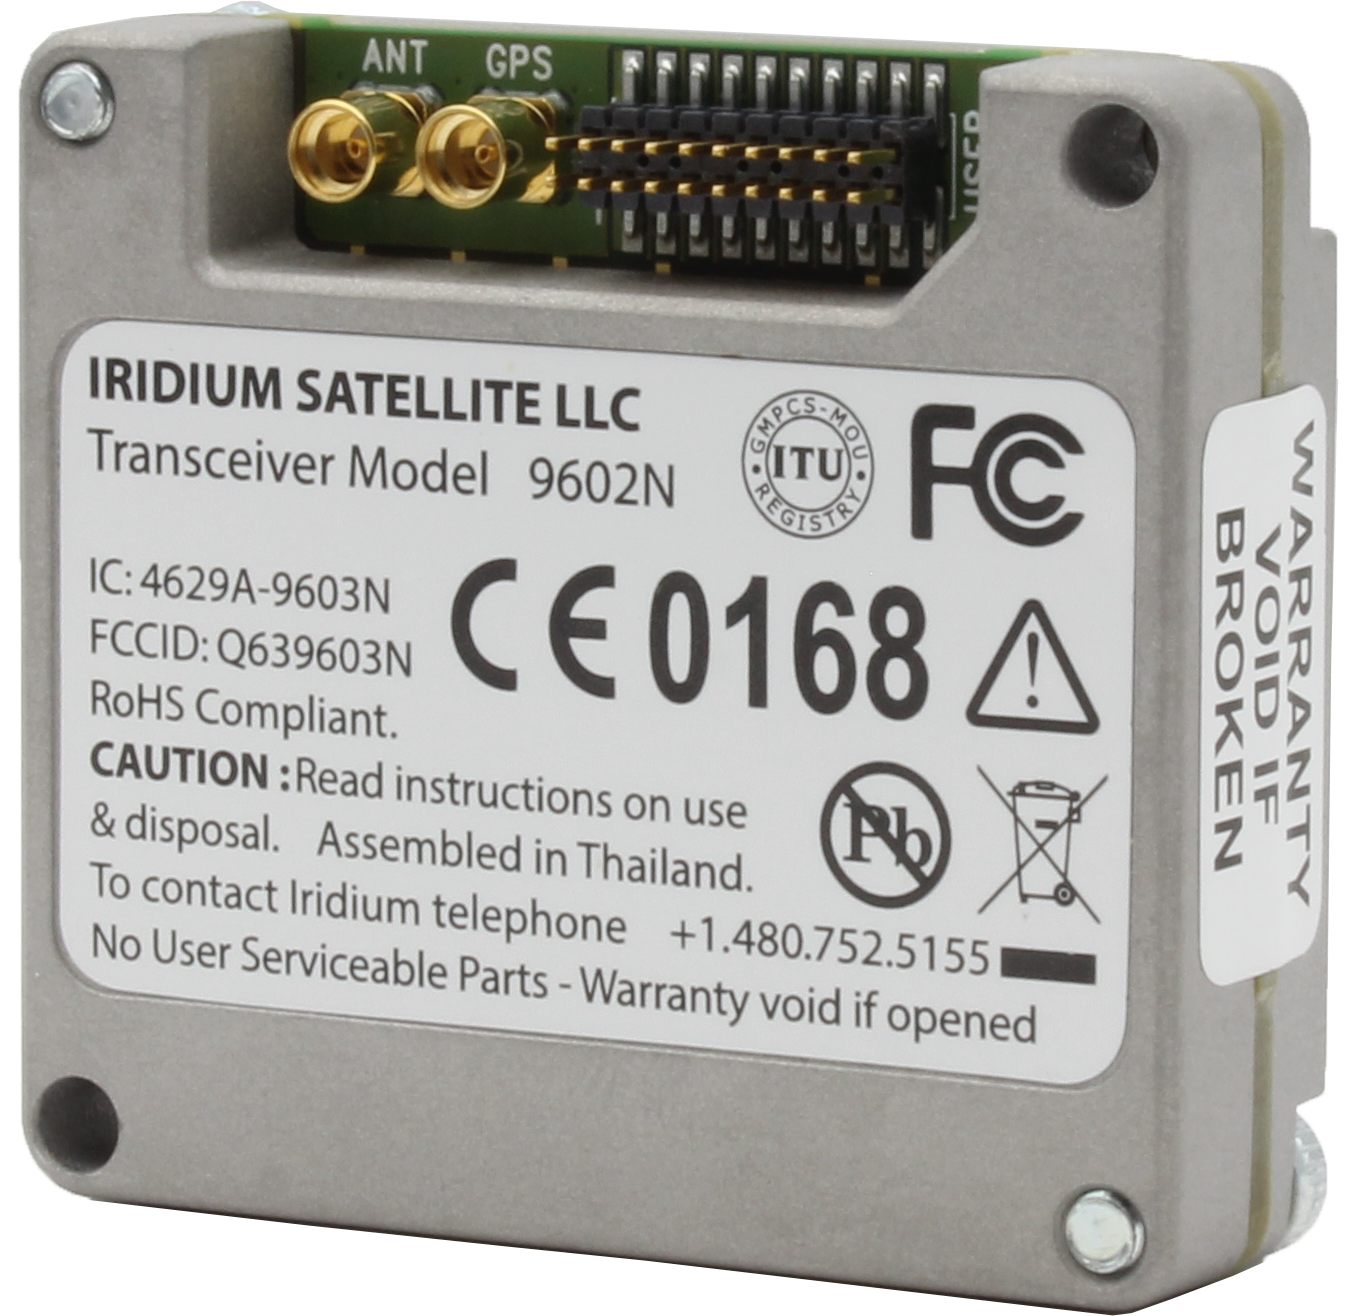 ANT GPS
USER
IRIDIUM SATELLITE LLC
Transceiver Model 9602N
GMPCS-MOU
ITU
REGISTRY
FC
IC: 4629A-9603N
FCCID: Q639603N
CE 0168
!
RoHS Compliant.
CAUTION : Read instructions on use
& disposal. Assembled in Thailand.
Pb
To contact Iridium telephone +1.480.752.5155
No User Serviceable Parts - Warranty void if opened
WARRANTY
VOID IF
BROKEN